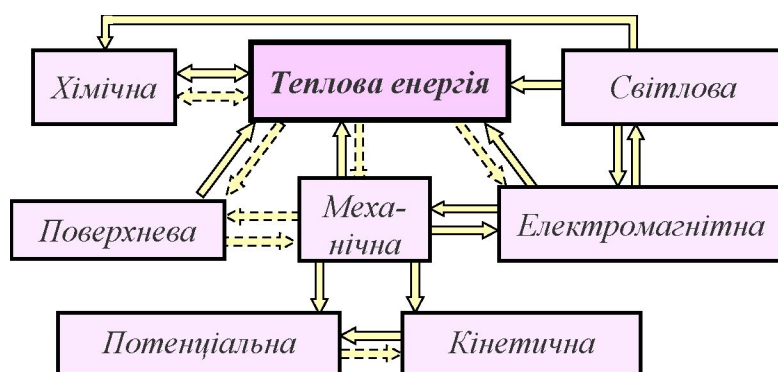 Хімічна
Теплова енергія
Світлова
Поверхнева
Меха-
нічна
Електромагнітна
Потенціальна
Кінетична